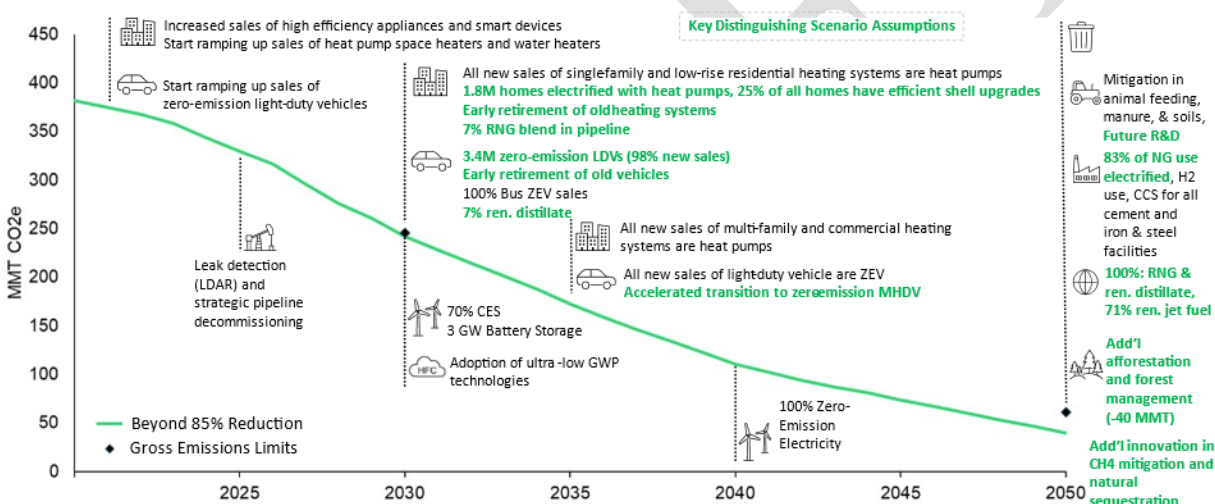 Key Distinguishing Scenario Assumptions
MMT CO2e
450
400
350
300
250
200
150
100
50
0
Increased sales of high efficiency appliances and smart devices
Start ramping up sales of heat pump space heaters and water heaters
Start ramping up sales of
zero-emission light-duty vehicles
Leak detection
(LDAR) and
strategic pipeline
decommissioning
All new sales of singlefamily and low-rise residential heating systems are heat pumps
1.8M homes electrified with heat pumps, 25% of all homes have efficient shell upgrades
Early retirement of oldheating systems
7% RNG blend in pipeline
3.4M zero-emission LDVs (98% new sales)
Early retirement of old vehicles
100% Bus ZEV sales
7% ren. distillate
70% CES
3 GW Battery Storage
HFC
Adoption of ultra -low GWP
technologies
All new sales of multi-family and commercial heating
systems are heat pumps
All new sales of light-duty vehicle are ZEV
Accelerated transition to zeroemission MHDV
100% Zero-
Emission
Electricity
Mitigation in
animal feeding,
manure, & soils,
Future R&D
83% of NG use
electrified, H2
use, CCS for all
cement and
iron & steel
facilities
100%: RNG &
ren. distillate,
71% ren. jet fuel
Add'l
afforestation
and forest
management
(-40 MMT)
Add'l innovation in
CH4 mitigation and
natural
sequestration
Beyond 85% Reduction
Gross Emissions Limits
2025
2030
2035
2040
2045
2050